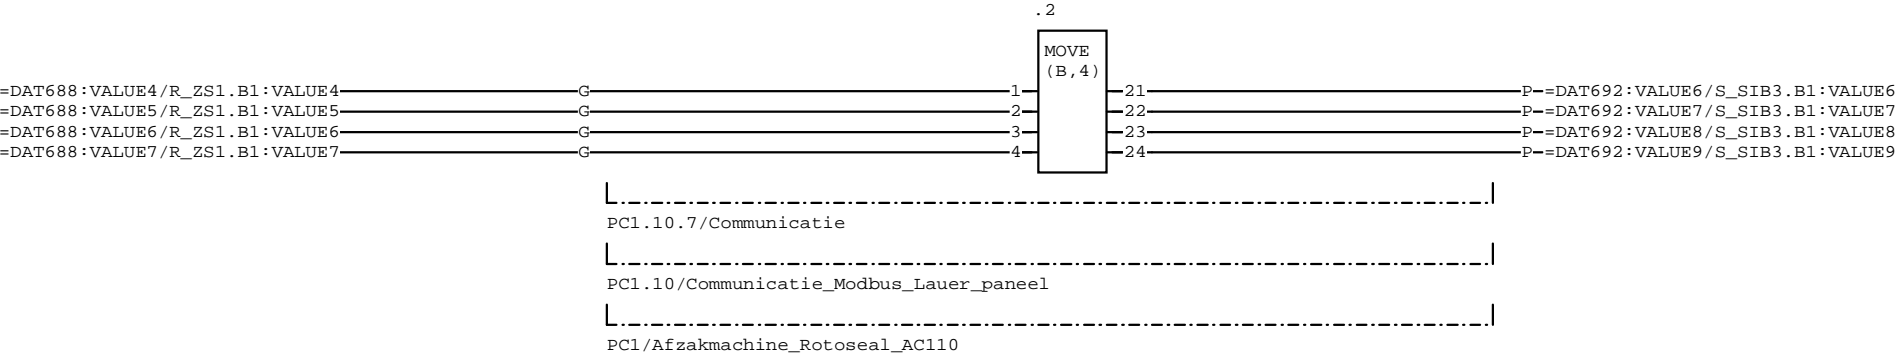 .2
MOVE
(B,4)
=DAT688:VALUE4/R_ZS1.B1:VALUE4 G 1 21 P =DAT692:VALUE6/S_SIB3.B1:VALUE6
=DAT688:VALUE5/R_ZS1.B1:VALUE5 G 2 22 P =DAT692:VALUE7/S_SIB3.B1:VALUE7
=DAT688:VALUE6/R_ZS1.B1:VALUE6 G 3 23 P =DAT692:VALUE8/S_SIB3.B1:VALUE8
=DAT688:VALUE7/R_ZS1.B1:VALUE7 G 4 24 P =DAT692:VALUE9/S_SIB3.B1:VALUE9
PC1.10.7/Communicatie
PC1.10/Communicatie_Modbus_Lauer_paneel
PC1/Afzakmachine_Rotoseal_AC110